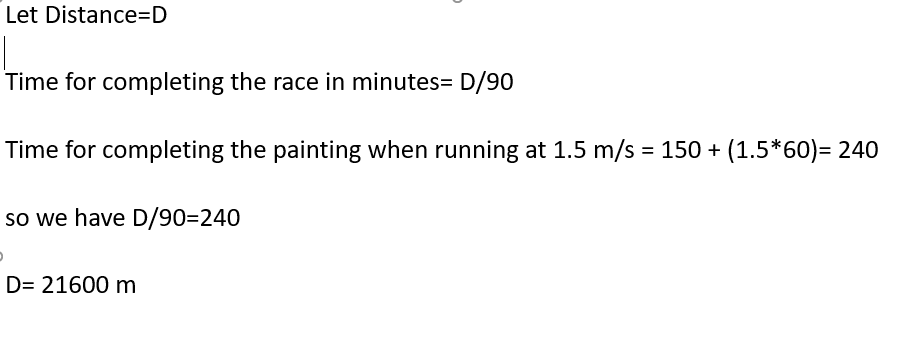 Let Distance=D
Time for completing the race in minutes= D/90
Time for completing the painting when running at 1.5 m/s = 150 + (1.5*60)= 240
so we have D/90=240
D= 21600 m